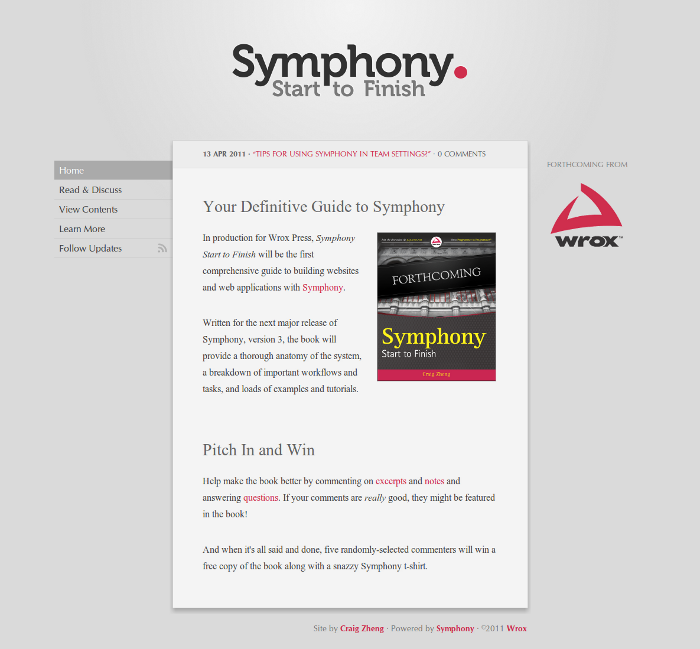 Symphony.
Start to Finish
Home
Read & Discuss
View Contents
Learn More
Follow Updates
13 APR 2011 · "TIPS FOR USING SYMPHONY IN TEAM SETTINGS?" · 0 COMMENTS
Your Definitive Guide to Symphony
In production for Wrox Press, Symphony
Start to Finish will be the first
comprehensive guide to building websites
and web applications with Symphony.
Written for the next major release of
Symphony, version 3, the book will
provide a thorough anatomy of the system,
a breakdown of important workflows and
tasks, and loads of examples and tutorials.
FORTHCOMING
Symphony
Start to Finish
Craig Zheng
Pitch In and Win
Help make the book better by commenting on excerpts and notes and
answering questions. If your comments are really good, they might be featured
in the book!
And when it's all said and done, five randomly-selected commenters will win a
free copy of the book along with a snazzy Symphony t-shirt.
FORTHCOMING FROM
wrox™
Site by Craig Zheng · Powered by Symphony · ©2011 Wrox